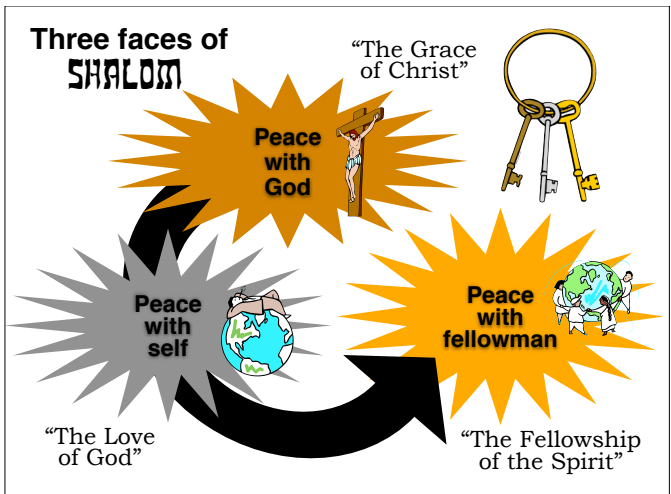 Three faces of
SHALOM
“The Grace
of Christ”
Peace
with
God
Peace
with
self
Peace
with
fellowman
“The Love
of God”
“The Fellowship
of the Spirit”